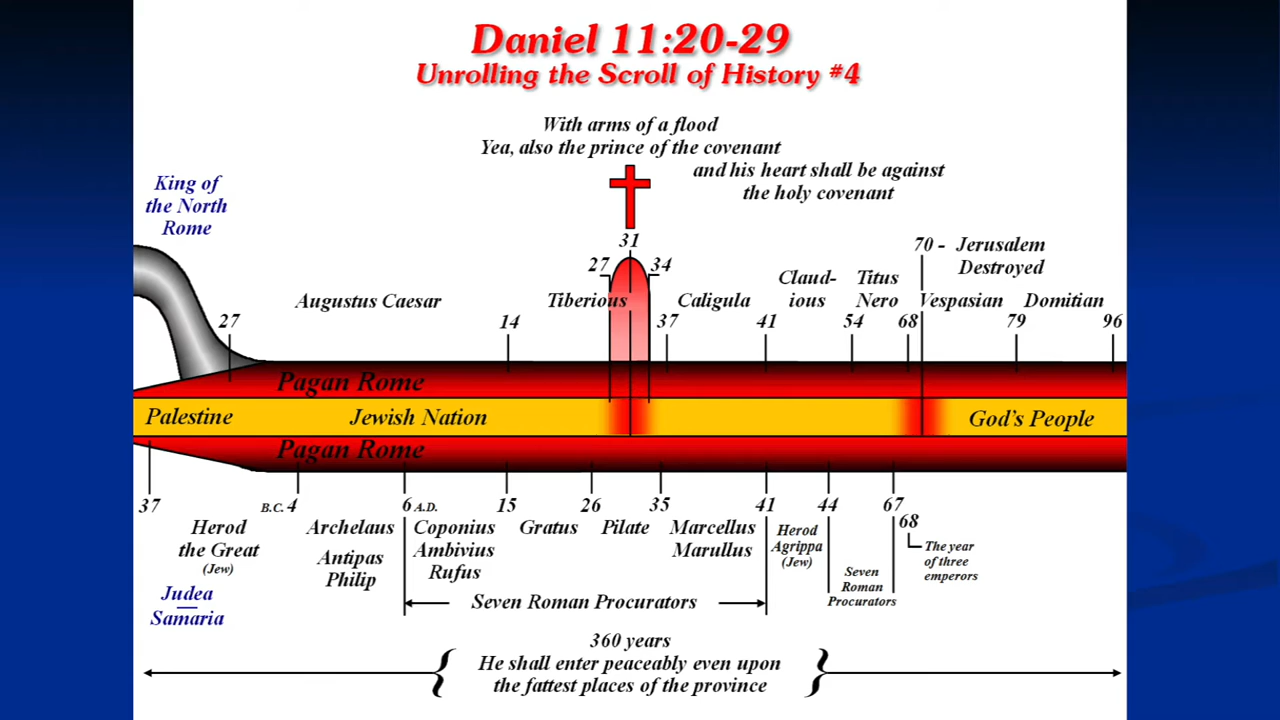 Daniel 11:20-29
Unrolling the Scroll of History #4
With arms of a flood
Yea, also the prince of the covenant
and his heart shall be against
the holy covenant
King of
the North
Rome
31
27
34
70 - Jerusalem
Destroyed
Augustus Caesar
Tiberious
Caligula
Claud-
ious
Titus
Nero
Vespasian
Domitian
27
14
37
41
54
68
79
96
Pagan Rome
Palestine
Jewish Nation
God's People
Pagan Rome
37
B.C. 4
6 A.D.
15
26
35
41
44
67
68
The year
of three
emperors
Herod
the Great
(Jew)
Judea
Samaria
Archelaus
Antipas
Philip
Coponius
Ambivius
Rufus
Gratus
Pilate
Marcellus
Marullus
Herod
Agrippa
(Jew)
Seven
Roman
Procurators
Seven Roman Procurators
360 years
He shall enter peaceably even upon
the fattest places of the province